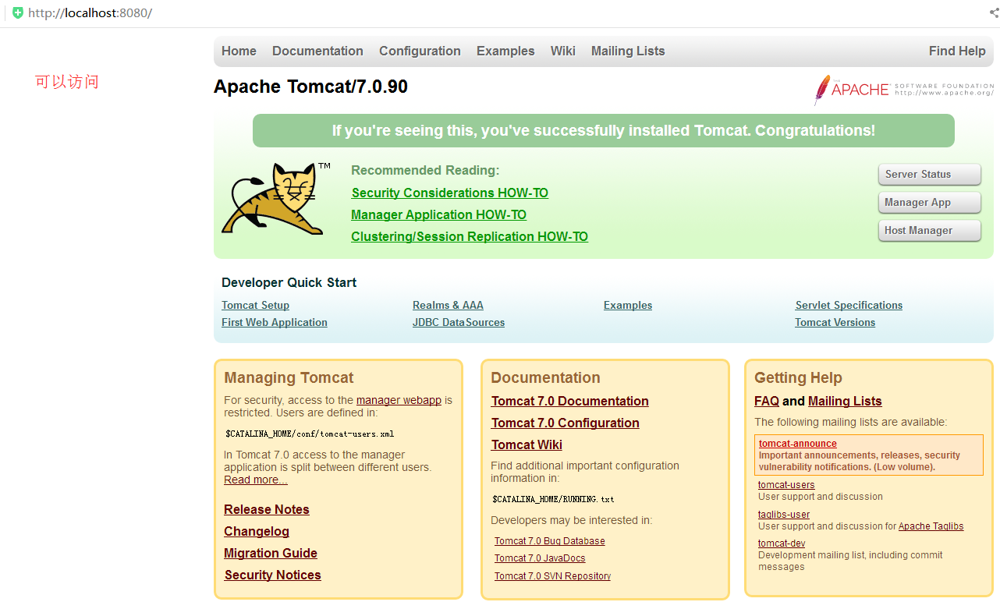 http://localhost:8080/
Home Documentation Configuration Examples Wiki Mailing Lists Find Help
可以访问
Apache Tomcat/7.0.90
THE
APACHE
SOFTWARE FOUNDATION
http://www.apache.org/
If you're seeing this, you've successfully installed Tomcat. Congratulations!
TM
Recommended Reading:
Security Considerations HOW-TO
Manager Application HOW-TO
Clustering/Session Replication HOW-TO
Server Status
Manager App
Host Manager
Developer Quick Start
Tomcat Setup
First Web Application
Realms & AAA
JDBC DataSources
Examples
Servlet Specifications
Tomcat Versions
Managing Tomcat
For security, access to the manager webapp is
restricted. Users are defined in:
$CATALINA_HOME/conf/tomcat-users.xml
In Tomcat 7.0 access to the manager
application is split between different users.
Read more...
Release Notes
Changelog
Migration Guide
Security Notices
Documentation
Tomcat 7.0 Documentation
Tomcat 7.0 Configuration
Tomcat Wiki
Find additional important configuration
information in:
$CATALINA_HOME/RUNNING.txt
Developers may be interested in:
Tomcat 7.0 Bug Database
Tomcat 7.0 JavaDocs
Tomcat 7.0 SVN Repository
Getting Help
FAQ and Mailing Lists
The following mailing lists are available:
tomcat-announce
Important announcements, releases, security
vulnerability notifications. (Low volume).
tomcat-users
User support and discussion
taglibs-user
User support and discussion for Apache Taglibs
tomcat-dev
Development mailing list, including commit
messages